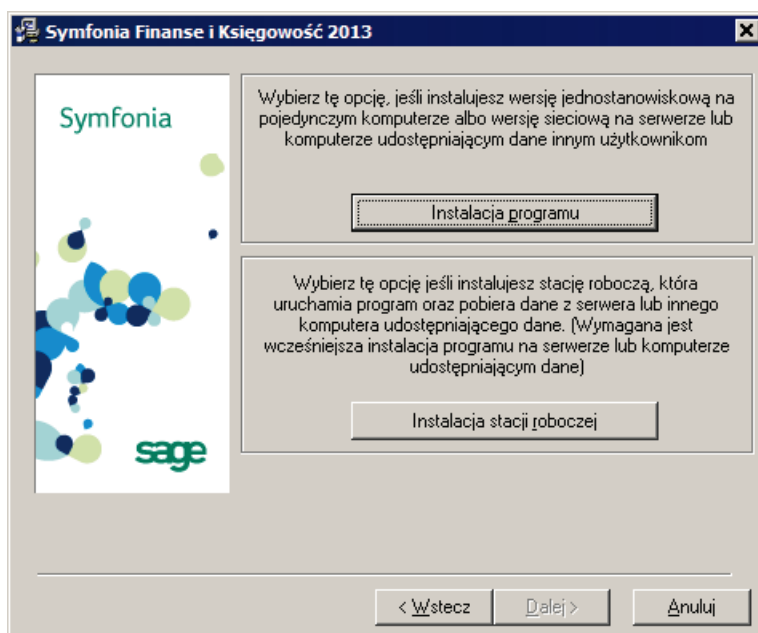 Symfonia Finanse i Księgowość 2013
Symfonia
Wybierz tę opcję, jeśli instalujesz wersję jednostanowiskową na
pojedynczym komputerze albo wersję sieciową na serwerze lub
komputerze udostępniającym dane innym użytkownikom
Instalacja programu
Wybierz tę opcję jeśli instalujesz stację roboczą, która
uruchamia program oraz pobiera dane z serwera lub innego
komputera udostępniającego dane. (Wymagana jest
wcześniejsza instalacja programu na serwerze lub komputerze
udostępniającym dane)
Instalacja stacji roboczej
sage
< Wstecz
Dalej >
Anuluj